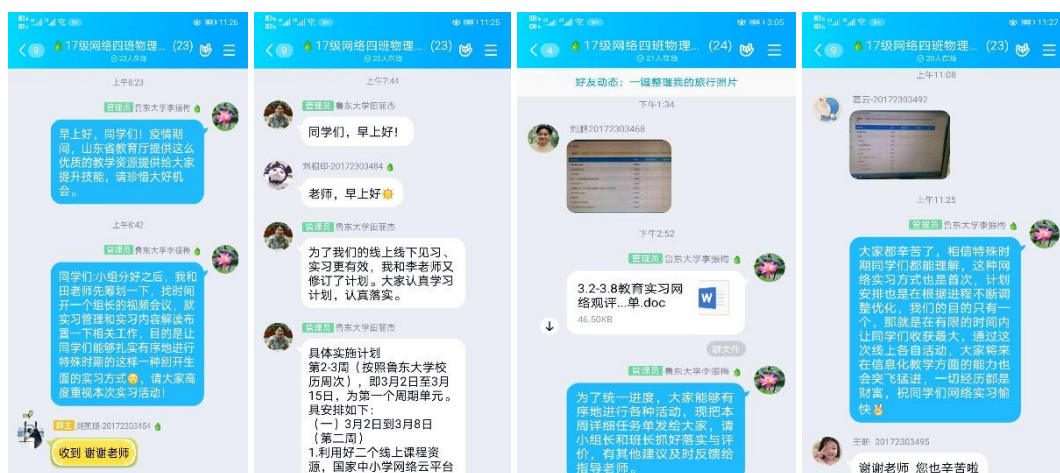 11:26
9
17级网络四班物理... (23)
23人在线
上午8:23
管理员 鲁东大学李振梅
早上好,同学们!疫情期
间,山东省教育厅提供这么
优质的教学资源提供给大家
提升技能,请珍惜大好机
会。
上午8:42
管理员 鲁东大学李振梅
同学们:小组分好之后,我和
田老师先筹划一下,找时间
开一个组长的视频会议,就
实习管理和实习内容解读布
置一下相关工作,目的是让
同学们能够扎实有序地进行
特殊时期的这样一种别开生
面的实习方式,请大家高
度重视本次实习活动!
群主 -20172303454
收到 谢谢老师
11:25
9
17级网络四班物理... (23)
20人在线
上午7:44
管理员 鲁东大学田丽杰
同学们,早上好!
刘相印-20172303484
老师,早上好
管理员 鲁东大学田丽杰
为了我们的线上线下见习、
实习更有效,我和李老师又
修订了计划。大家认真学习
计划,认真落实。
管理员 鲁东大学田丽杰
具体实施计划
第2-3周(按照鲁东大学校
历周次),即3月2日至3月
15日,为第一个周期单元。
具安排如下:
(一)3月2日到3月8日
(第二周)
1.利用好二个线上课程资
源,国家中小学网络云平台
3:05
4
17级网络四班物理... (24)
21人在线
好友动态:一键整理我的旅行照片
下午1:34
20172303468
下午2:52
管理员 鲁东大学李振梅
3.2-3.8教育实习网
络观评...单.doc
46.50KB
W
群文件
管理员 鲁东大学李振梅
为了统一进度,大家能够有
序地进行各种活动,现把本
周详细任务单发给大家,请
小组长和班长抓好落实与评
价,有其他建议及时反馈给
指导老师。
11:27
9
17级网络四班物理... (23)
20人在线
上午11:08
葛云-20172303492
上午11:25
管理员 鲁东大学李振梅
大家都辛苦了,相信特殊时
期同学们都能理解,这种网
络实习方式也是首次,计划
安排也是在根据进程不断调
整优化,我们的目的只有一
个,那就是在有限的时间内
让同学们收获最大,通过这
次线上各自活动,大家将来
在信息化教学方面的能力也
会突飞猛进,一切经历都是
财富,祝同学们网络实习愉
快
王昕 20172303495
谢谢老师 您也辛苦啦